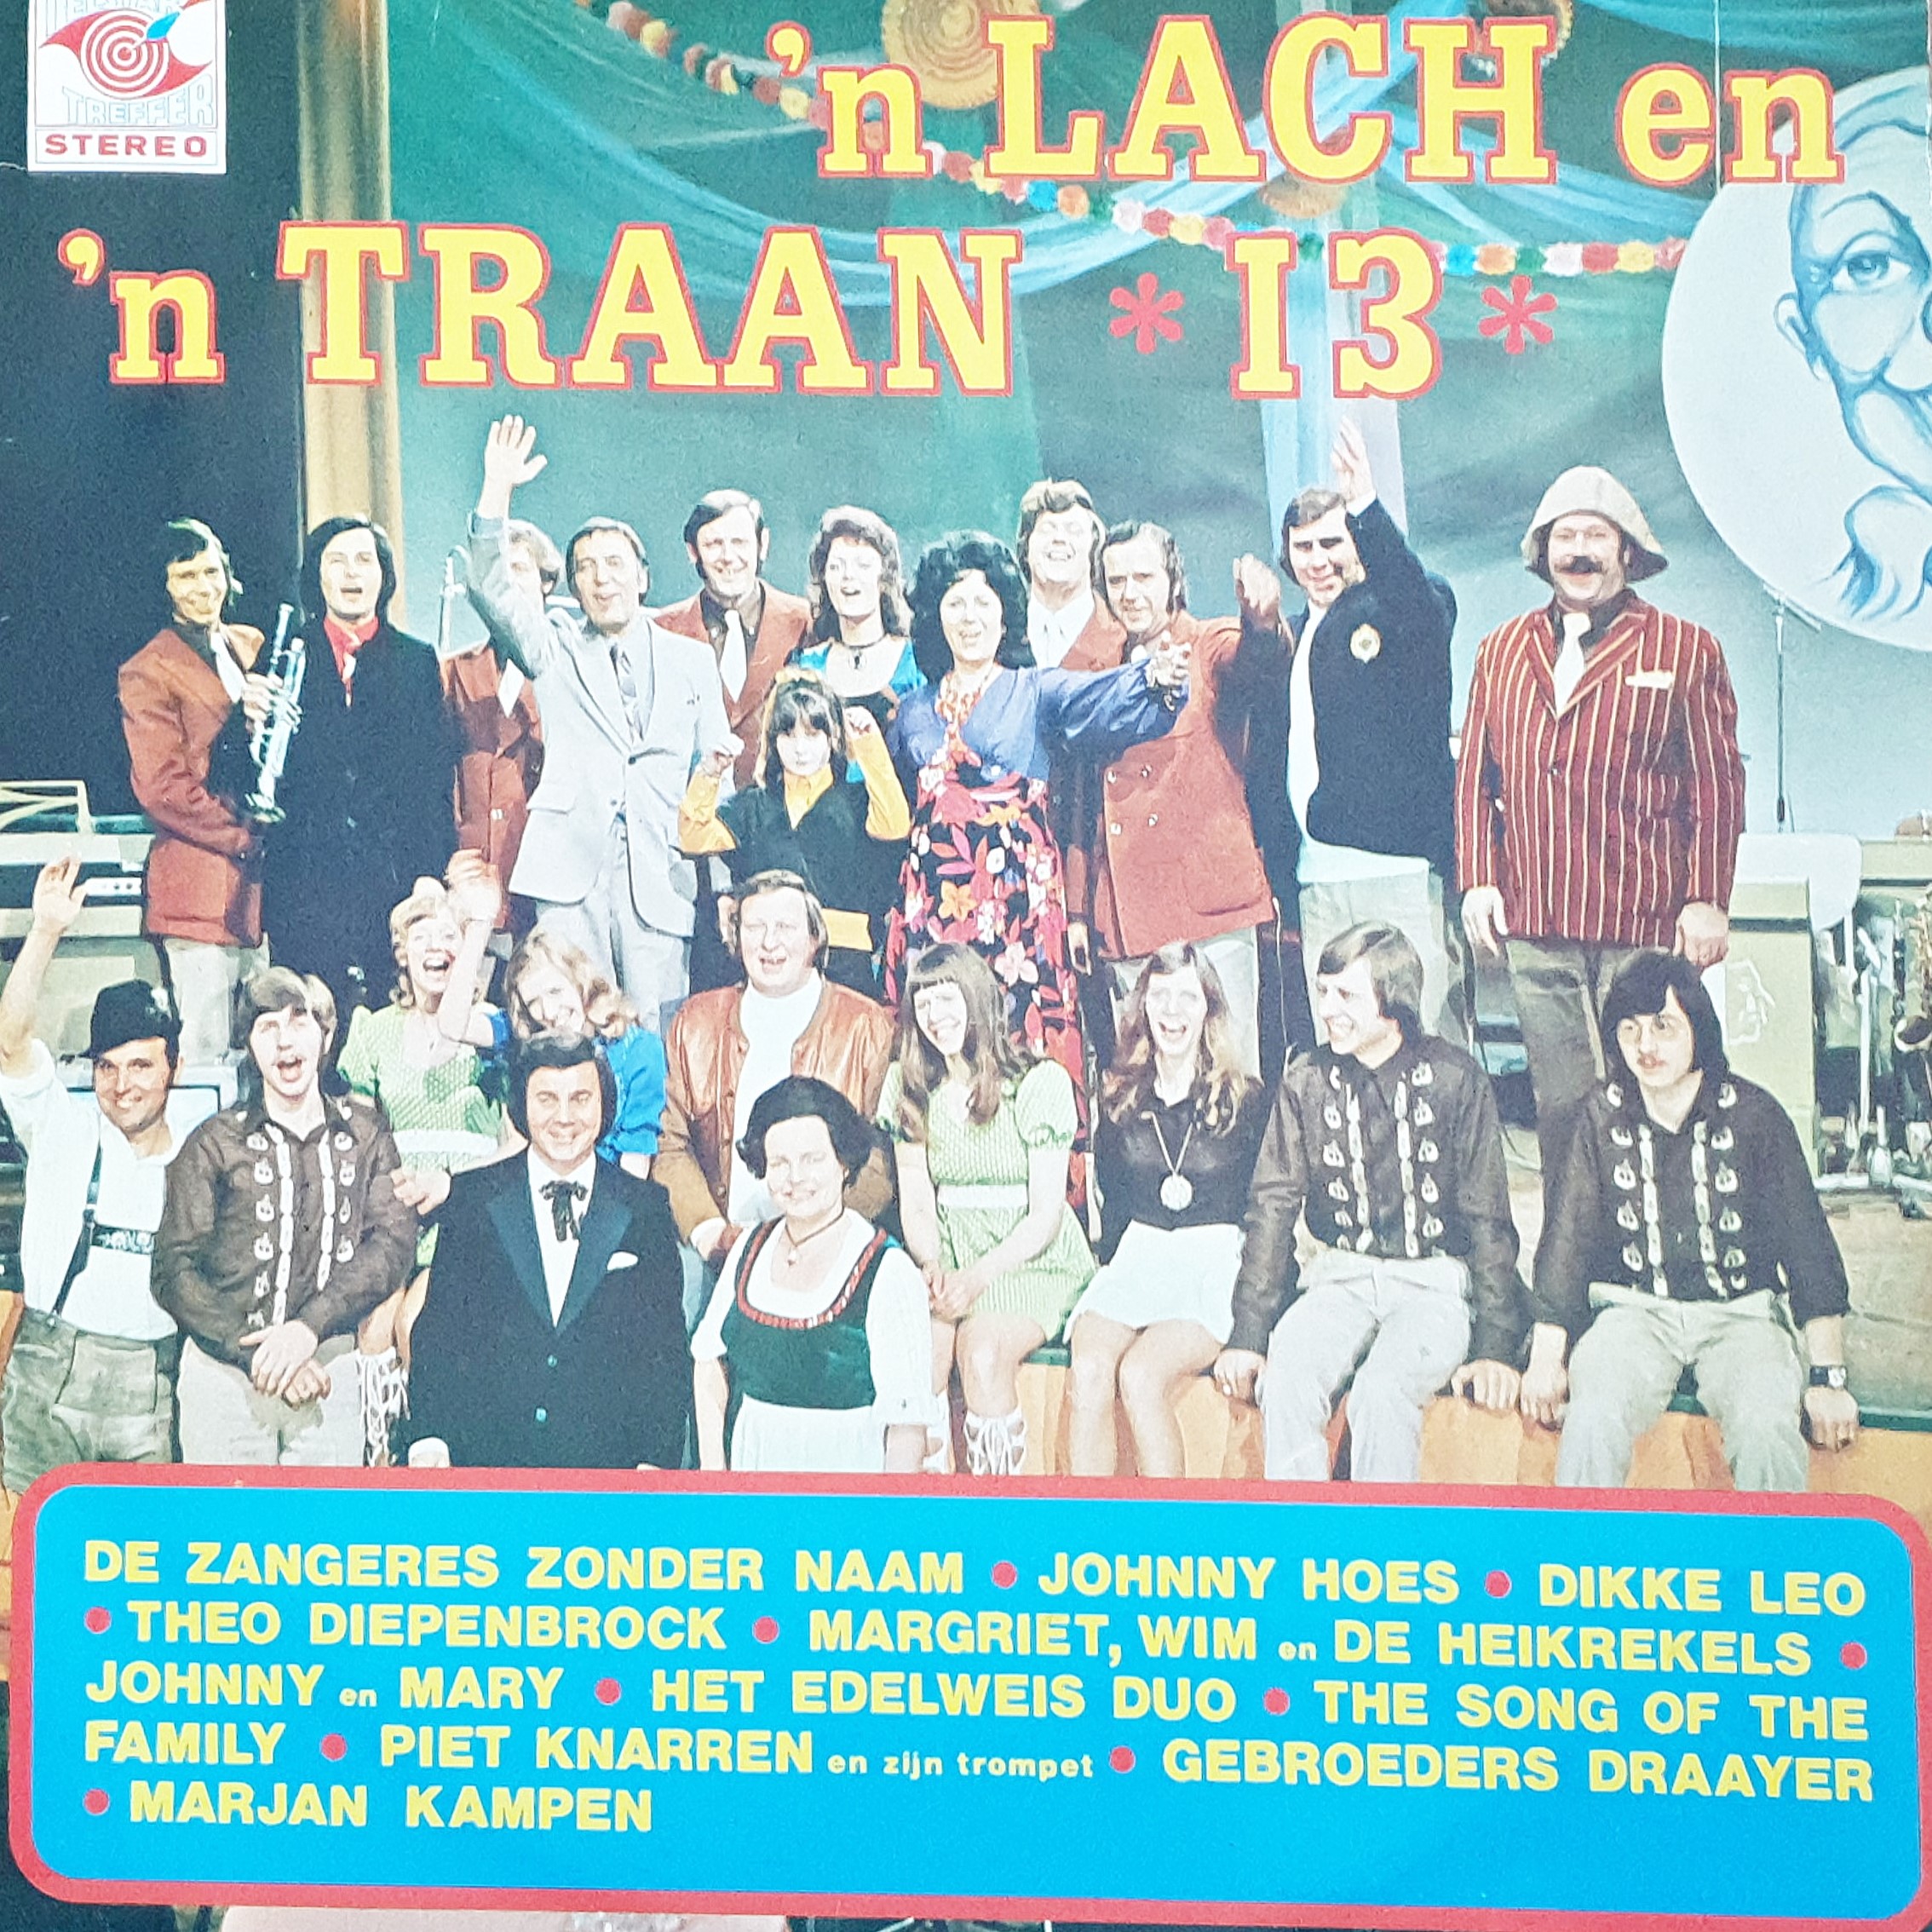 TELSTAR
TREFFER
STEREO
'n LACH en
'n TRAAN *13*
DE ZANGERES ZONDER NAAM • JOHNNY HOES • DIKKE LEO
• THEO DIEPENBROCK • MARGRIET, WIM en DE HEIKREKELS •
JOHNNY en MARY • HET EDELWEIS DUO • THE SONG OF THE
FAMILY • PIET KNARREN en zijn trompet • GEBROEDERS DRAAYER
• MARJAN KAMPEN